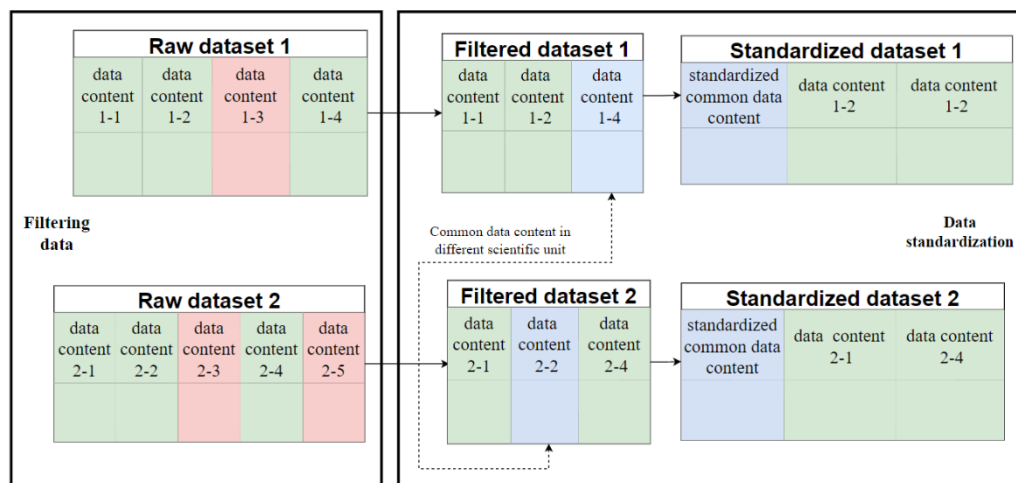 Raw dataset 1
data content 1-1
data content 1-2
data content 1-3
data content 1-4
Filtering data
Raw dataset 2
data content 2-1
data content 2-2
data content 2-3
data content 2-4
data content 2-5
Filtered dataset 1
data content 1-1
data content 1-2
data content 1-4
Standardized dataset 1
standardized common data content
data content 1-2
data content 1-2
Common data content in
different scientific unit
Data
standardization
Filtered dataset 2
data content 2-1
data content 2-2
data content 2-4
Standardized dataset 2
standardized common data content
data content 2-1
data content 2-4